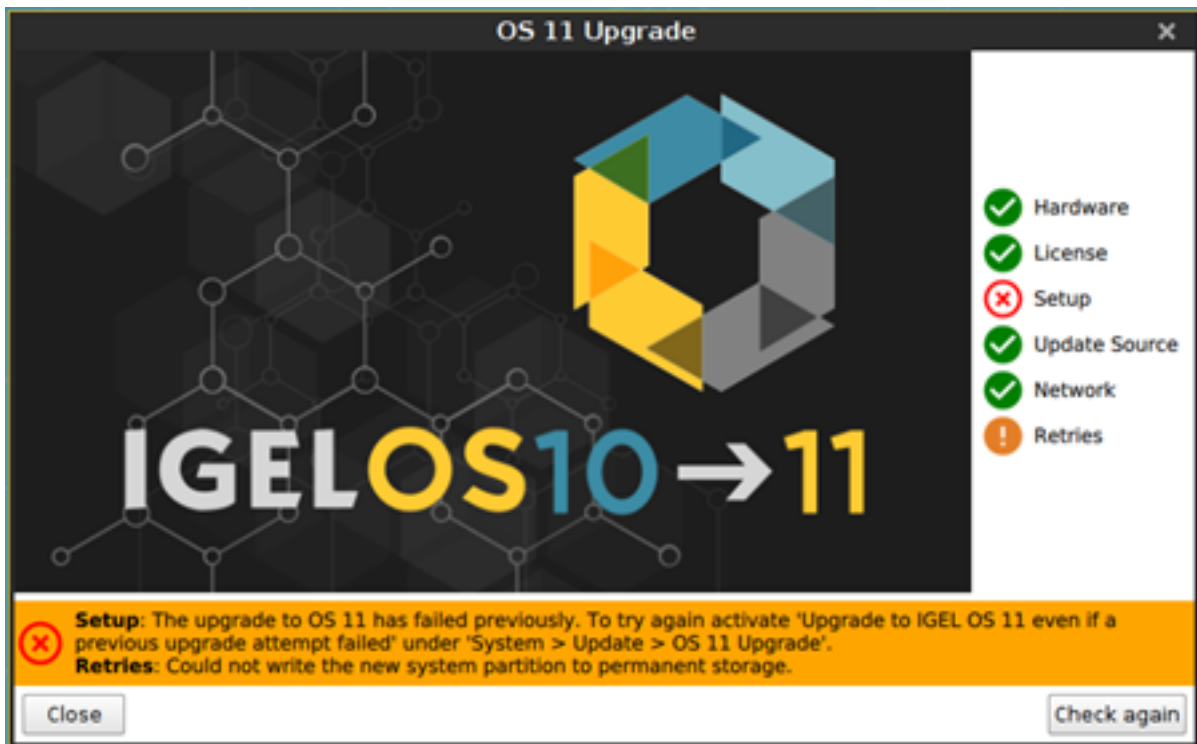 OS 11 Upgrade
Hardware
License
Setup
Update Source
Network
Retries
IGELOS10→11
Setup: The upgrade to OS 11 has failed previously. To try again activate 'Upgrade to IGEL OS 11 even if a
previous upgrade attempt failed' under 'System > Update > OS 11 Upgrade'.
Retries: Could not write the new system partition to permanent storage.
Close
Check again